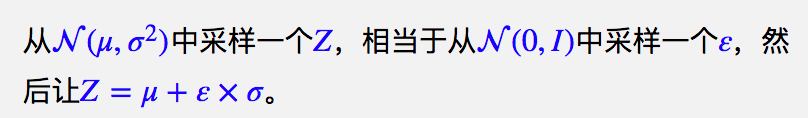 从𝒩(μ, σ²)中采样一个Z，相当于从𝒩(0, I)中采样一个ε，然
后让Z = μ + ε × σ。